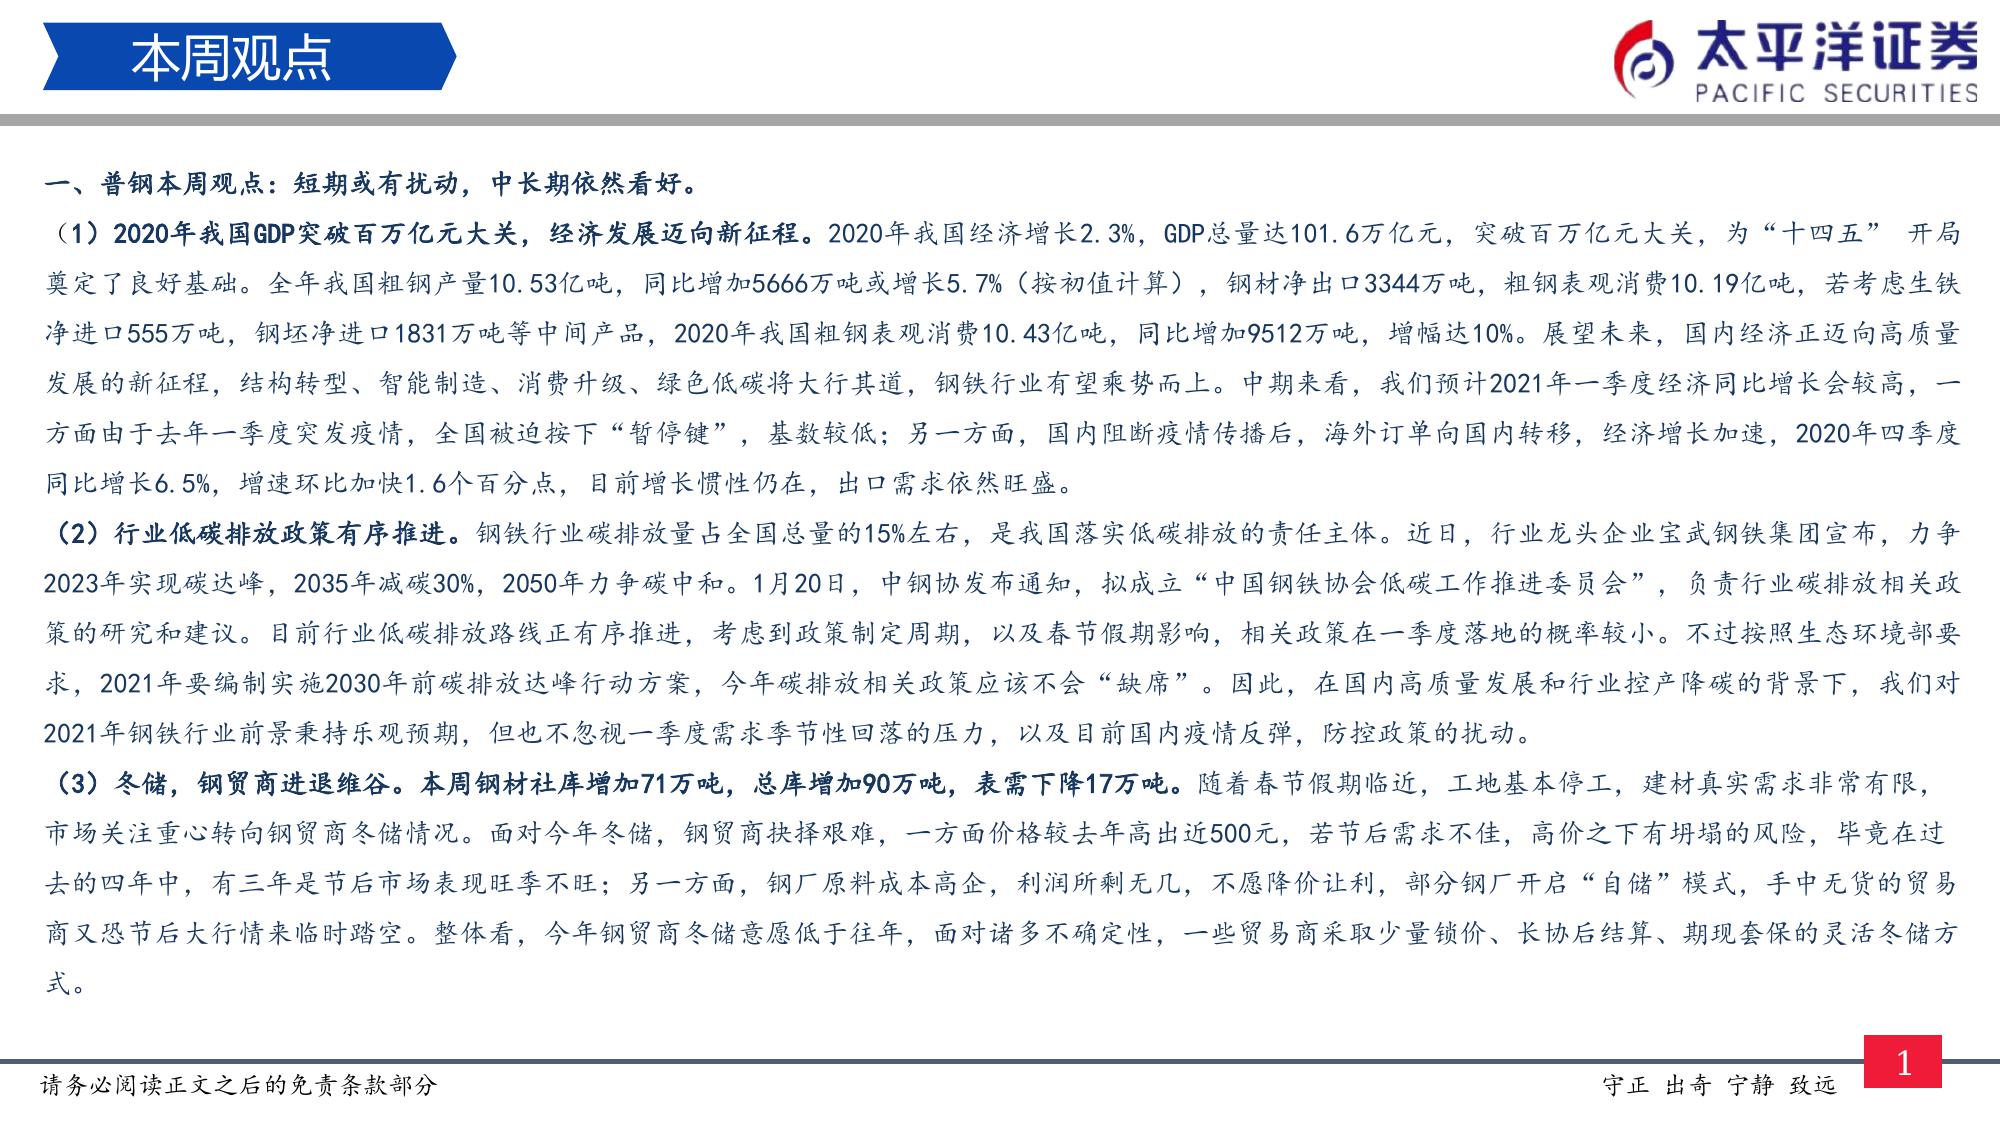 本周观点
太平洋证券
PACIFIC SECURITIES
一、普钢本周观点：短期或有扰动，中长期依然看好。
（1）2020年我国GDP突破百万亿元大关，经济发展迈向新征程。2020年我国经济增长2.3%，GDP总量达101.6万亿元，突破百万亿元大关，为“十四五” 开局
奠定了良好基础。全年我国粗钢产量10.53亿吨，同比增加5666万吨或增长5.7%（按初值计算），钢材净出口3344万吨，粗钢表观消费10.19亿吨，若考虑生铁
净进口555万吨，钢坯净进口1831万吨等中间产品，2020年我国粗钢表观消费10.43亿吨，同比增加9512万吨，增幅达10%。展望未来，国内经济正迈向高质量
发展的新征程，结构转型、智能制造、消费升级、绿色低碳将大行其道，钢铁行业有望乘势而上。中期来看，我们预计2021年一季度经济同比增长会较高，一
方面由于去年一季度突发疫情，全国被迫按下“暂停键”，基数较低；另一方面，国内阻断疫情传播后，海外订单向国内转移，经济增长加速，2020年四季度
同比增长6.5%，增速环比加快1.6个百分点，目前增长惯性仍在，出口需求依然旺盛。
（2）行业低碳排放政策有序推进。钢铁行业碳排放量占全国总量的15%左右，是我国落实低碳排放的责任主体。近日，行业龙头企业宝武钢铁集团宣布，力争
2023年实现碳达峰，2035年减碳30%，2050年力争碳中和。1月20日，中钢协发布通知，拟成立“中国钢铁协会低碳工作推进委员会”，负责行业碳排放相关政
策的研究和建议。目前行业低碳排放路线正有序推进，考虑到政策制定周期，以及春节假期影响，相关政策在一季度落地的概率较小。不过按照生态环境部要
求，2021年要编制实施2030年前碳排放达峰行动方案，今年碳排放相关政策应该不会“缺席”。因此，在国内高质量发展和行业控产降碳的背景下，我们对
2021年钢铁行业前景秉持乐观预期，但也不忽视一季度需求季节性回落的压力，以及目前国内疫情反弹，防控政策的扰动。
（3）冬储，钢贸商进退维谷。本周钢材社库增加71万吨，总库增加90万吨，表需下降17万吨。随着春节假期临近，工地基本停工，建材真实需求非常有限，
市场关注重心转向钢贸商冬储情况。面对今年冬储，钢贸商抉择艰难，一方面价格较去年高出近500元，若节后需求不佳，高价之下有坍塌的风险，毕竟在过
去的四年中，有三年是节后市场表现旺季不旺；另一方面，钢厂原料成本高企，利润所剩无几，不愿降价让利，部分钢厂开启“自储”模式，手中无货的贸易
商又恐节后大行情来临时踏空。整体看，今年钢贸商冬储意愿低于往年，面对诸多不确定性，一些贸易商采取少量锁价、长协后结算、期现套保的灵活冬储方
式。
请务必阅读正文之后的免责条款部分
守正 出奇 宁静 致远
1